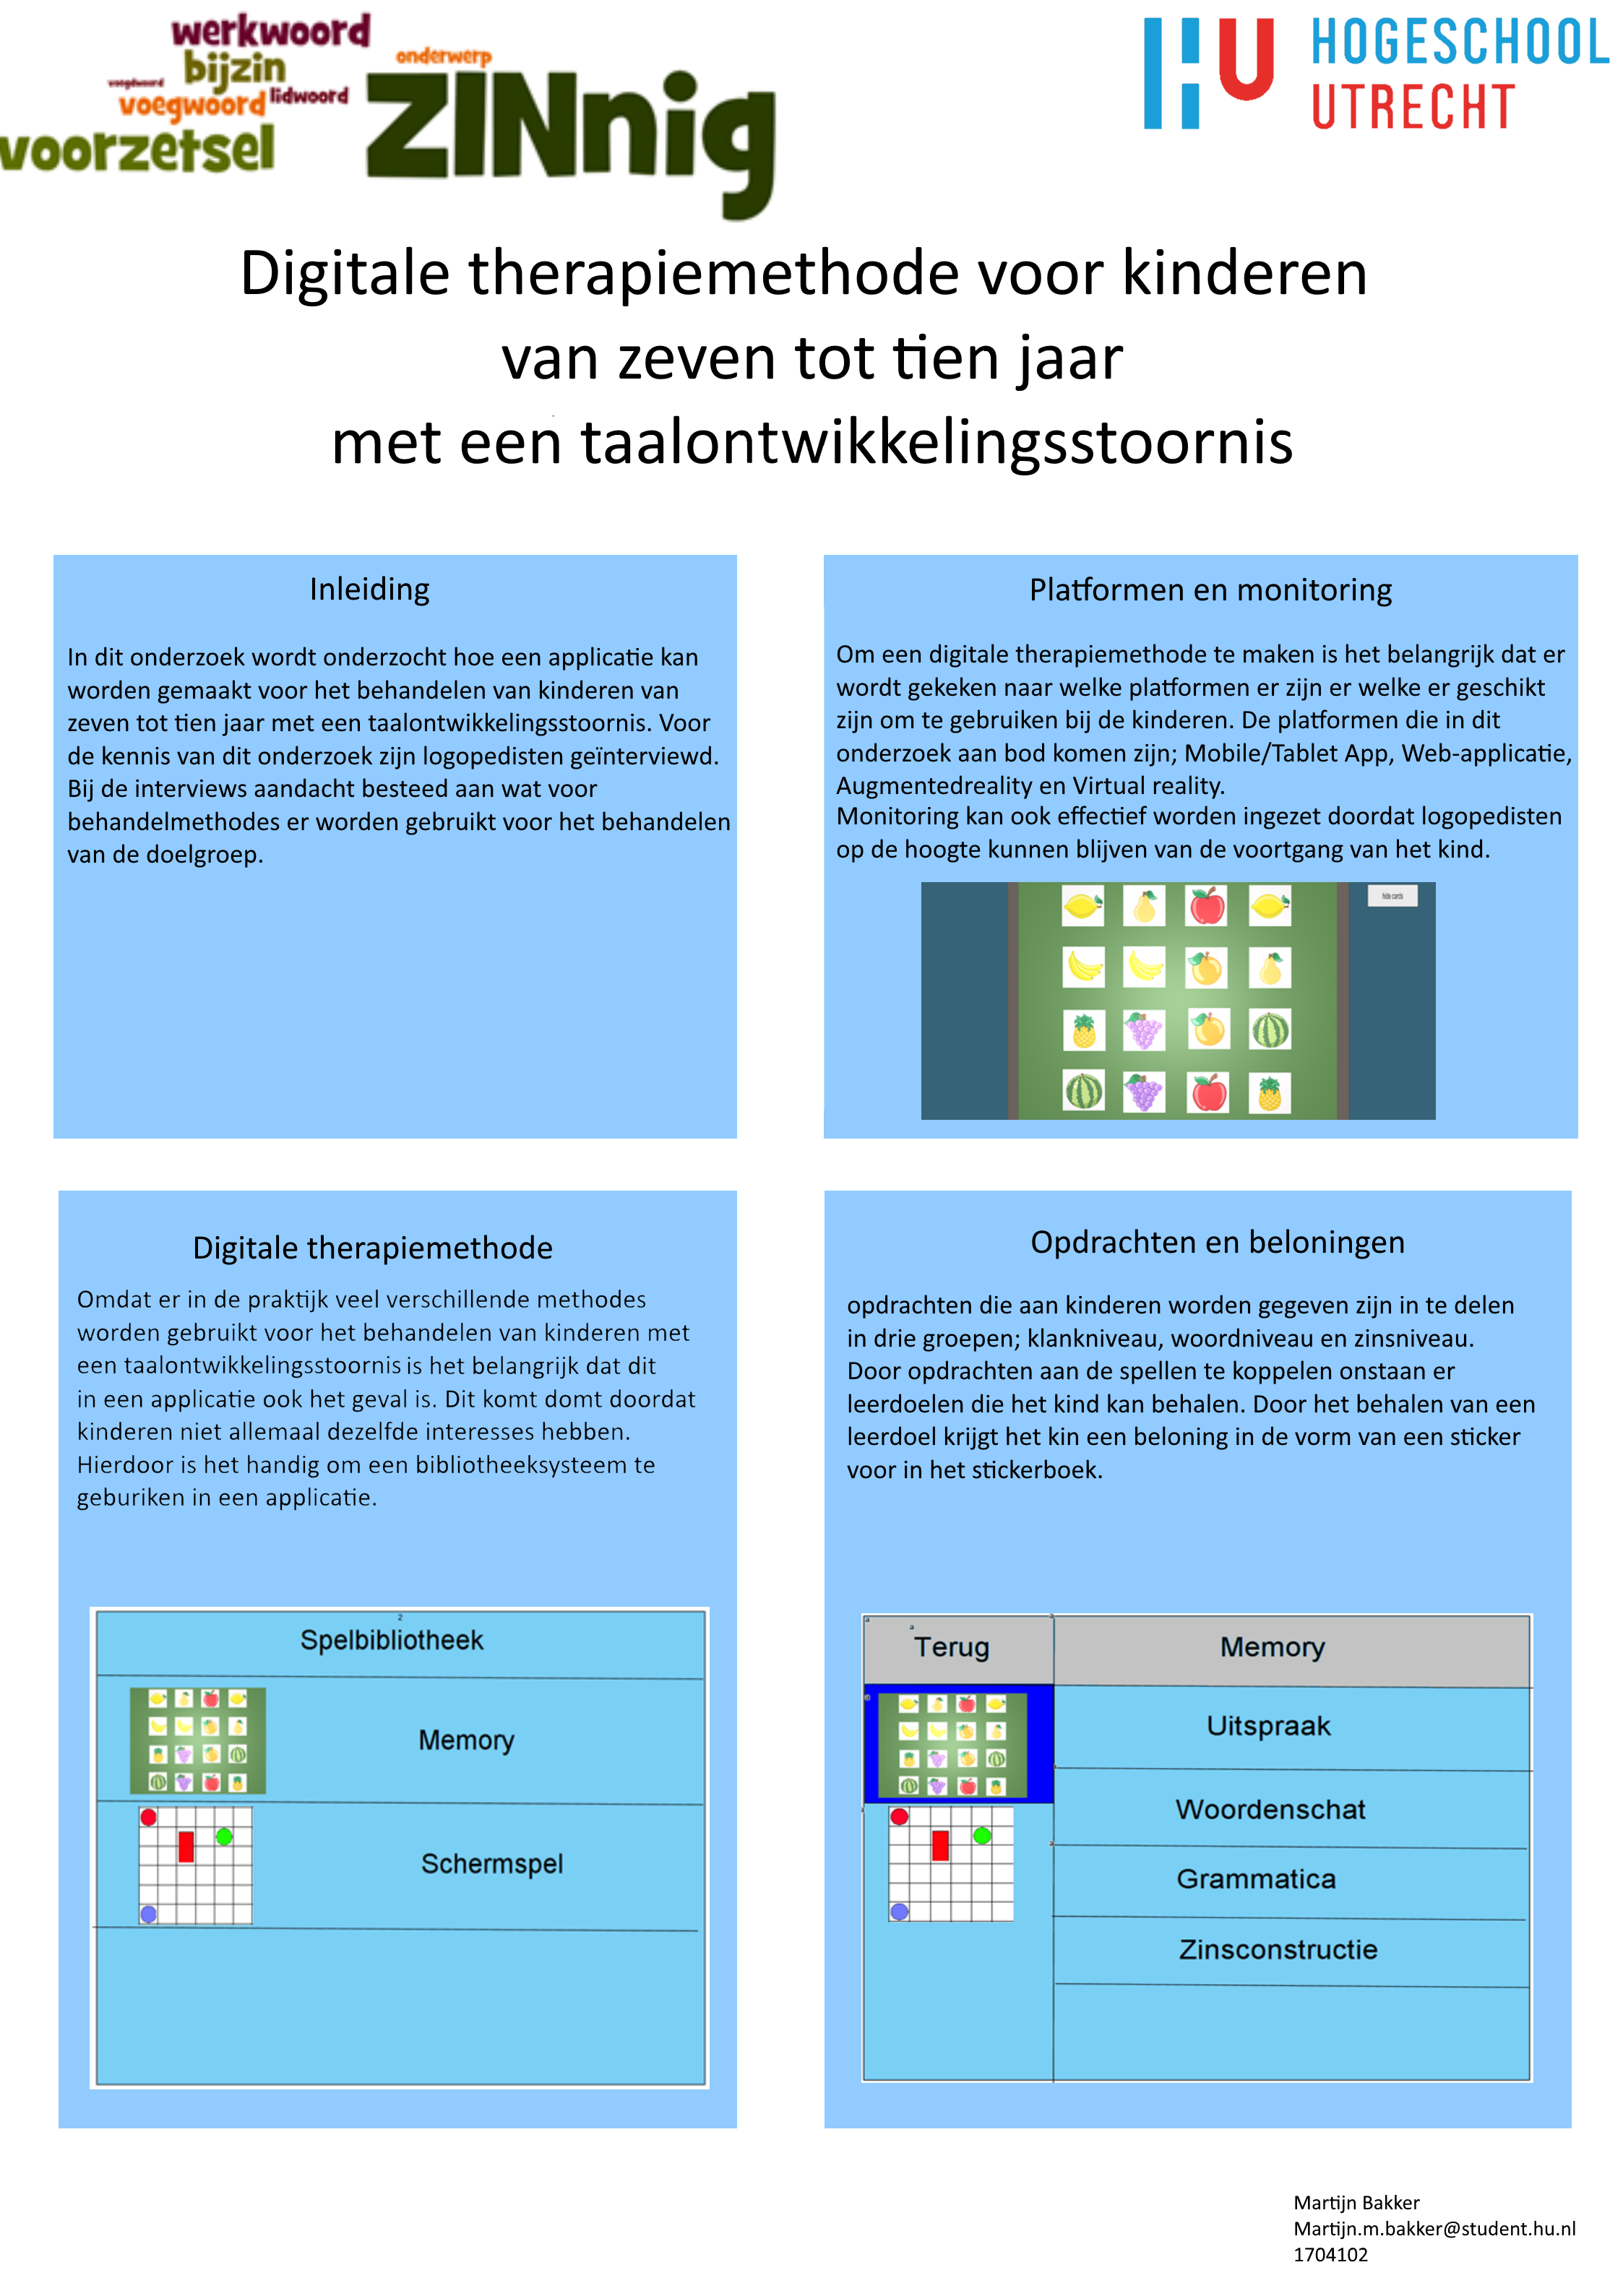 werkwoord
bijzin
onderwerp
voegwoord
lidwoord
voorzetsel
ZINnig
HOGESCHOOL
UTRECHT
Digitale therapiemethode voor kinderen
van zeven tot tien jaar
met een taalontwikkelingsstoornis
Inleiding
In dit onderzoek wordt onderzocht hoe een applicatie kan
worden gemaakt voor het behandelen van kinderen van
zeven tot tien jaar met een taalontwikkelingsstoornis. Voor
de kennis van dit onderzoek zijn logopedisten geïnterviewd.
Bij de interviews aandacht besteed aan wat voor
behandelmethodes er worden gebruikt voor het behandelen
van de doelgroep.
Platformen en monitoring
Om een digitale therapiemethode te maken is het belangrijk dat er
wordt gekeken naar welke platformen er zijn er welke er geschikt
zijn om te gebruiken bij de kinderen. De platformen die in dit
onderzoek aan bod komen zijn; Mobile/Tablet App, Web-applicatie,
Augmentedreality en Virtual reality.
Monitoring kan ook effectief worden ingezet doordat logopedisten
op de hoogte kunnen blijven van de voortgang van het kind.
hide cards
Digitale therapiemethode
Omdat er in de praktijk veel verschillende methodes
worden gebruikt voor het behandelen van kinderen met
een taalontwikkelingsstoornis is het belangrijk dat dit
in een applicatie ook het geval is. Dit komt domt doordat
kinderen niet allemaal dezelfde interesses hebben.
Hierdoor is het handig om een bibliotheeksysteem te
geburiken in een applicatie.
2
Spelbibliotheek
Memory
Schermspel
Opdrachten en beloningen
opdrachten die aan kinderen worden gegeven zijn in te delen
in drie groepen; klankniveau, woordniveau en zinsniveau.
Door opdrachten aan de spellen te koppelen onstaan er
leerdoelen die het kind kan behalen. Door het behalen van een
leerdoel krijgt het kin een beloning in de vorm van een sticker
voor in het stickerboek.
Terug
Memory
Uitspraak
Woordenschat
Grammatica
Zinsconstructie
Martijn Bakker
Martijn.m.bakker@student.hu.nl
1704102